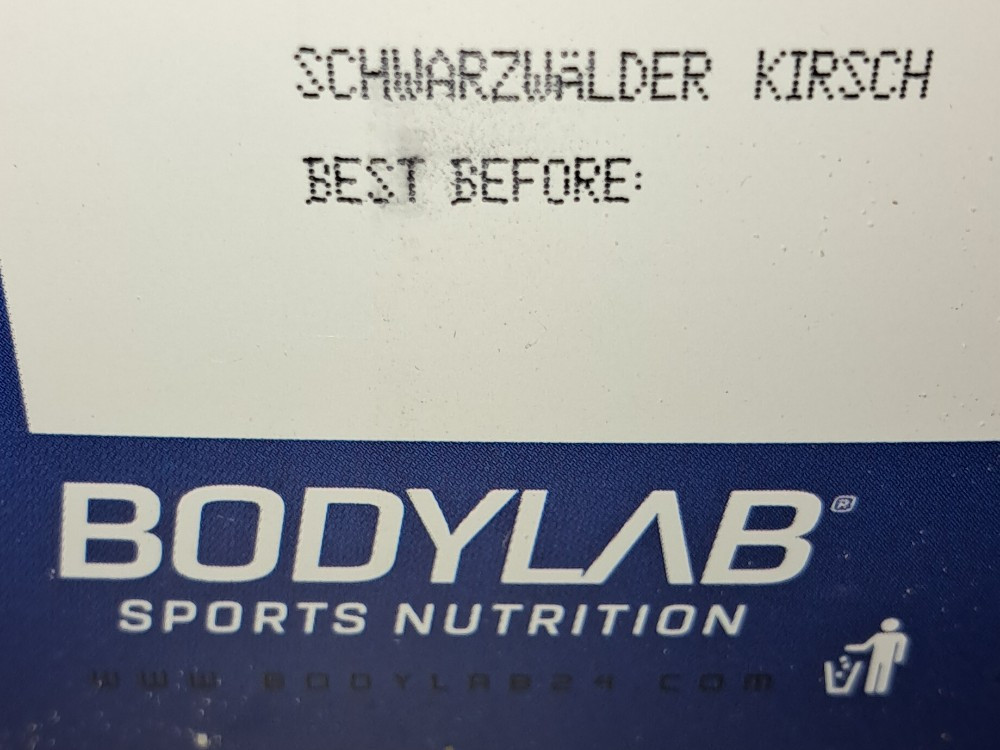 SCHWARZWäLDER KIRSCH
BEST BEFORE:
BODYLAB®
SPORTS NUTRITION
WWW BODYLAB24 COM